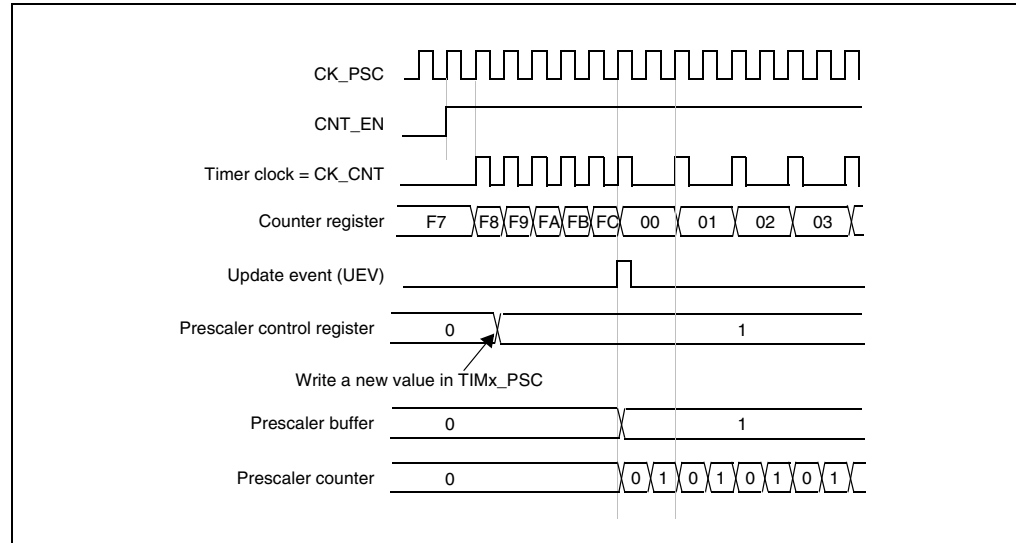 CK_PSC
CNT_EN
Timer clock = CK_CNT
Counter register F7 F8 F9 FA FB FC 00 01 02 03
Update event (UEV)
Prescaler control register 0 1
Write a new value in TIMx_PSC
Prescaler buffer 0 1
Prescaler counter 0 0 1 0 1 0 1 0 1